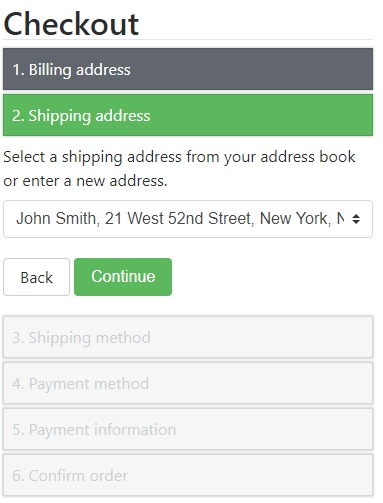 Checkout
1. Billing address
2. Shipping address
Select a shipping address from your address book
or enter a new address.
John Smith, 21 West 52nd Street, New York, N
Back
Continue
3. Shipping method
4. Payment method
5. Payment information
6. Confirm order